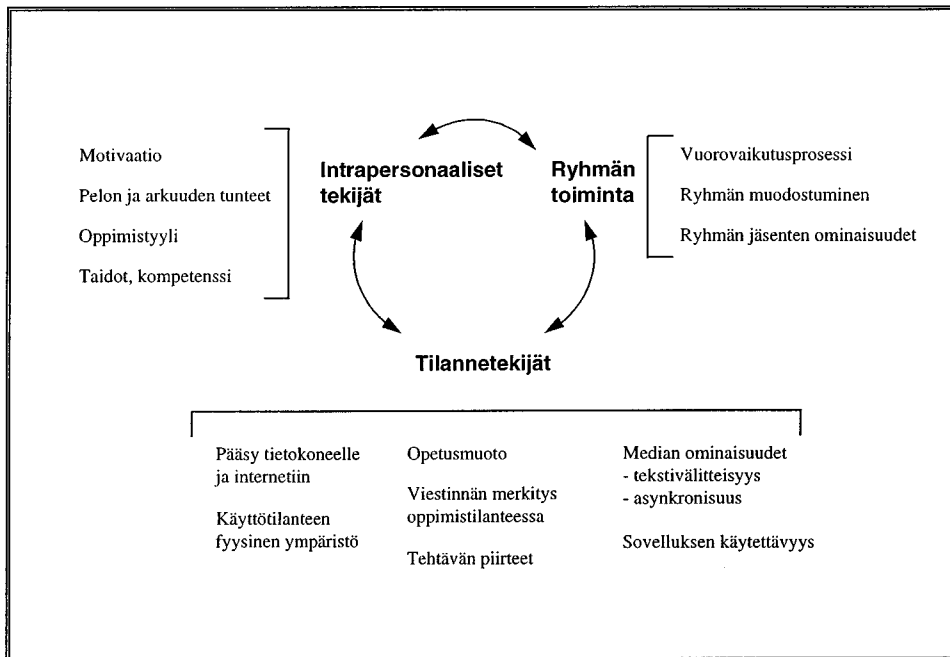 Motivaatio
Pelon ja arkuuden tunteet
Oppimistyyli
Taidot, kompetenssi
Intrapersonaaliset
tekijät
Ryhmän
toiminta
Vuorovaikutusprosessi
Ryhmän muodostuminen
Ryhmän jäsenten ominaisuudet
Tilannetekijät
Pääsy tietokoneelle
ja internetiin
Käyttötilanteen
fyysinen ympäristö
Opetusmuoto
Viestinnän merkitys
oppimistilanteessa
Tehtävän piirteet
Median ominaisuudet
- tekstivälitteisyys
- asynkronisuus
Sovelluksen käytettävyys